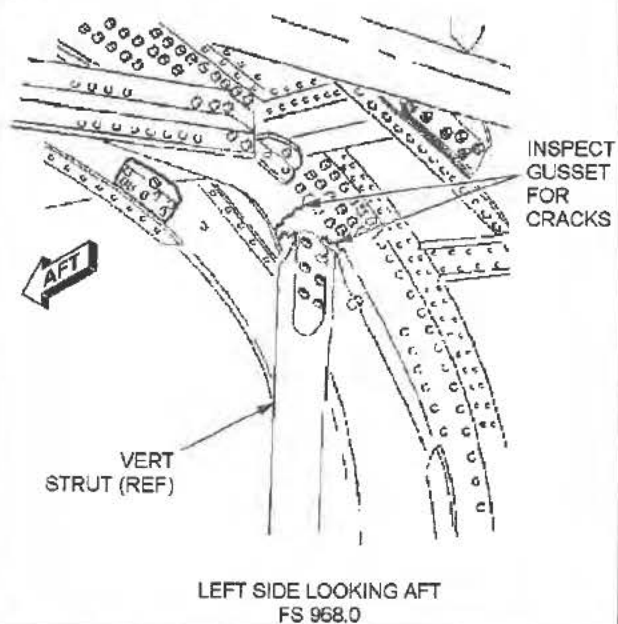 INSPECT
GUSSET
FOR
CRACKS
AFT
VERT
STRUT (REF)
LEFT SIDE LOOKING AFT
FS 968.0